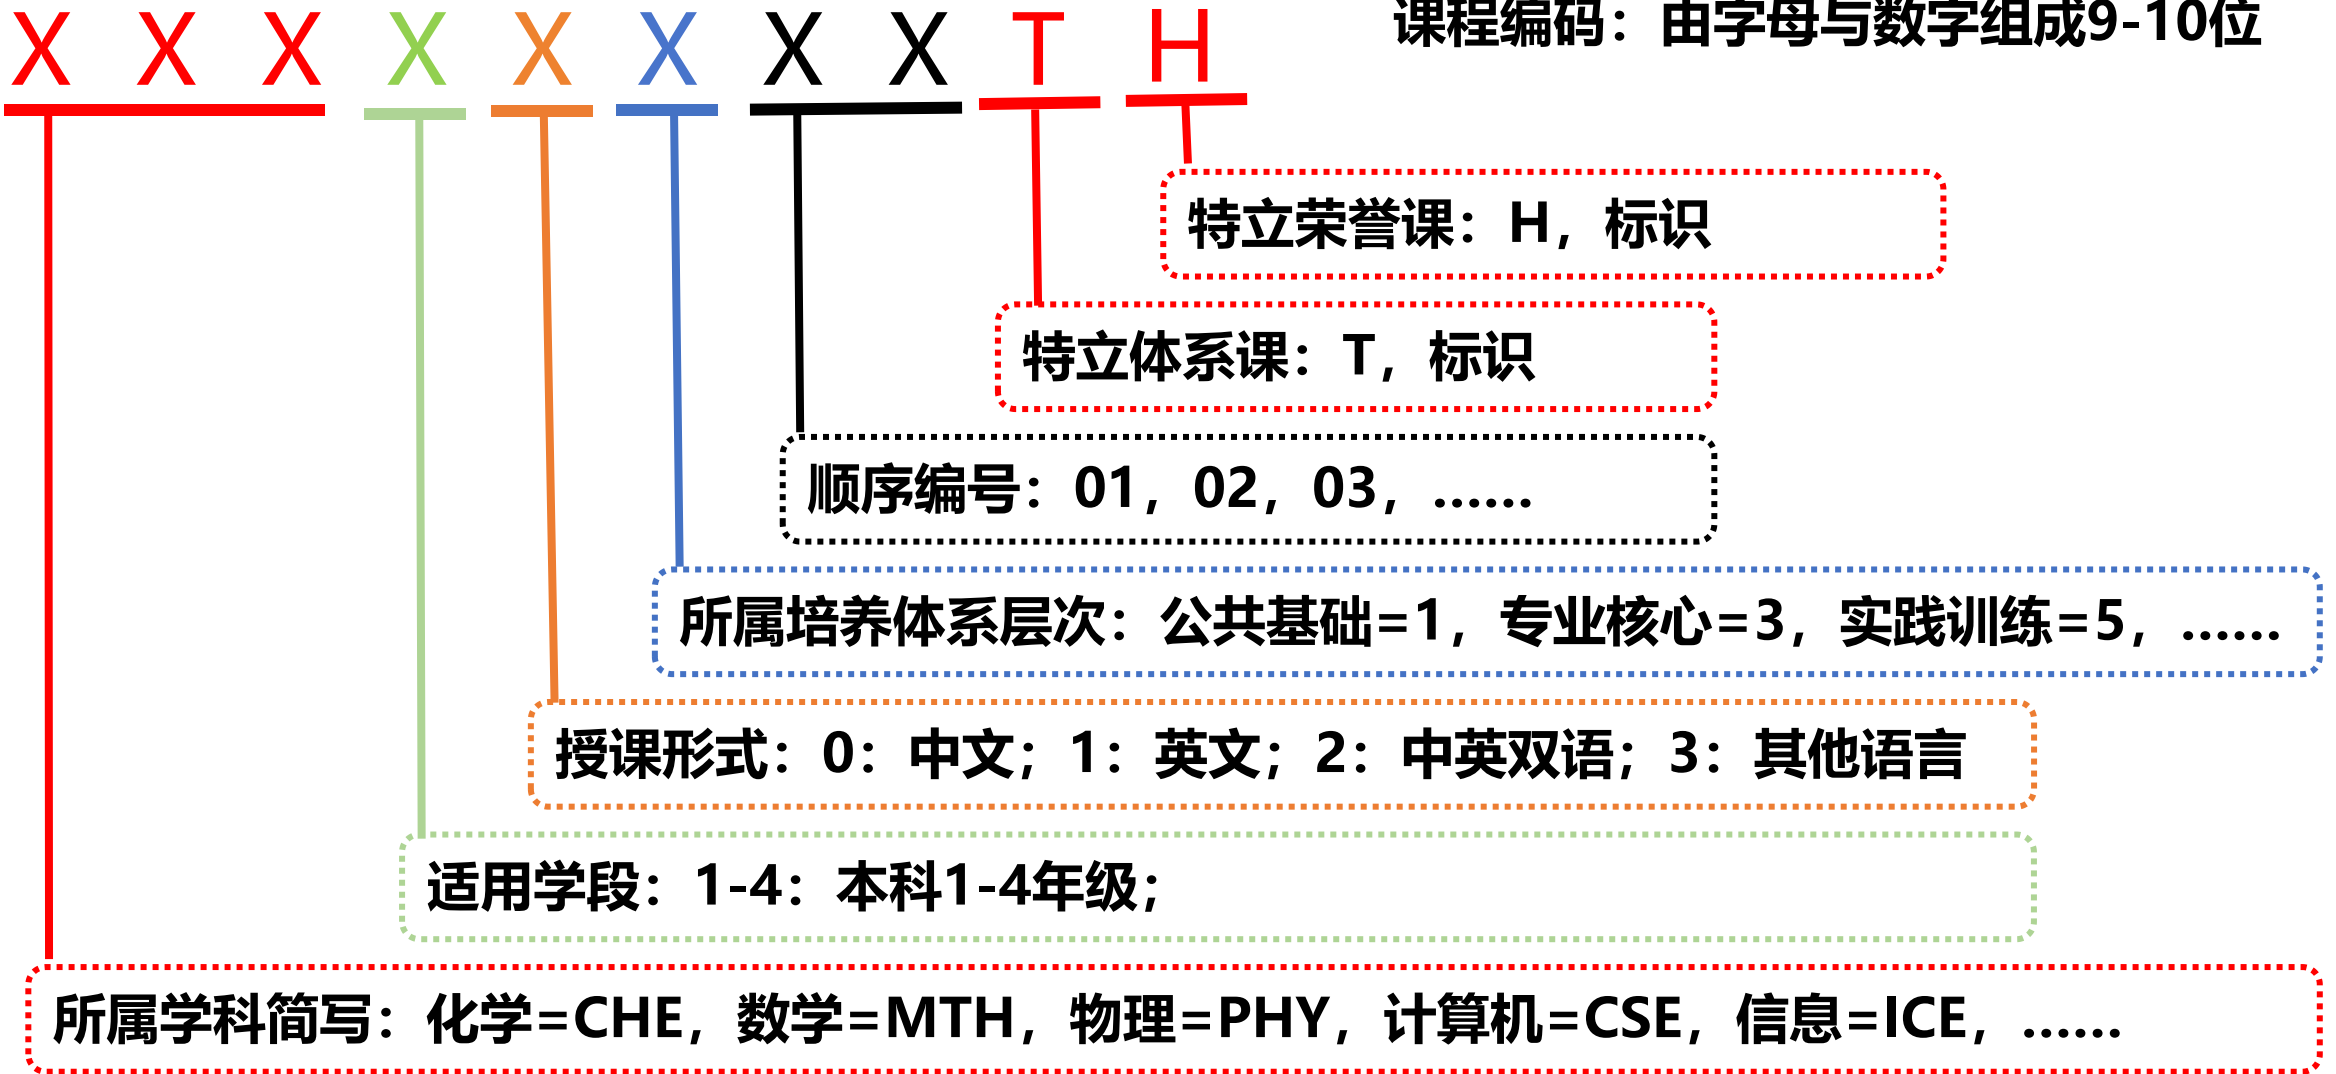 X X X X X X X X T H
课程编码：由字母与数字组成9-10位
特立荣誉课：H，标识
特立体系课：T，标识
顺序编号：01，02，03，……
所属培养体系层次：公共基础=1，专业核心=3，实践训练=5，……
授课形式：0：中文；1：英文；2：中英双语；3：其他语言
适用学段：1-4：本科1-4年级；
所属学科简写：化学=CHE，数学=MTH，物理=PHY，计算机=CSE，信息=ICE，……